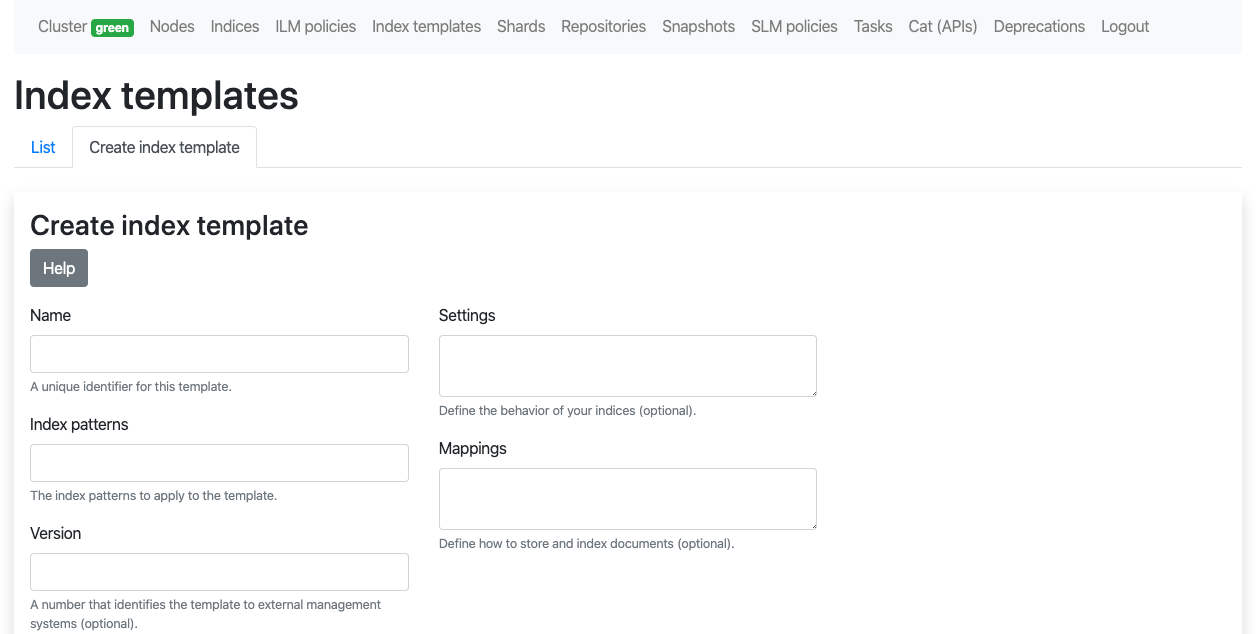 Cluster green Nodes Indices ILM policies Index templates Shards Repositories Snapshots SLM policies Tasks Cat (APIs) Deprecations Logout
Index templates
List Create index template
Create index template
Help
Name
A unique identifier for this template.
Index patterns
The index patterns to apply to the template.
Version
A number that identifies the template to external management
systems (optional).
Settings
Define the behavior of your indices (optional).
Mappings
Define how to store and index documents (optional).